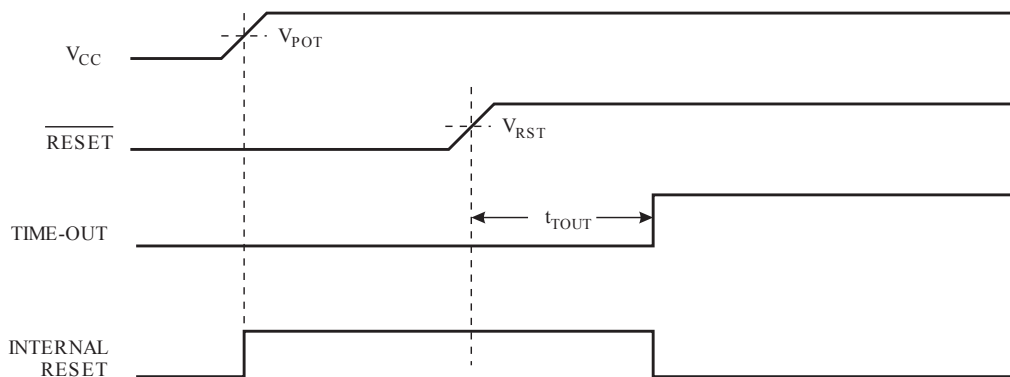 V_CC
V_POT
RESET
V_RST
TIME-OUT
t_TOUT
INTERNAL
RESET